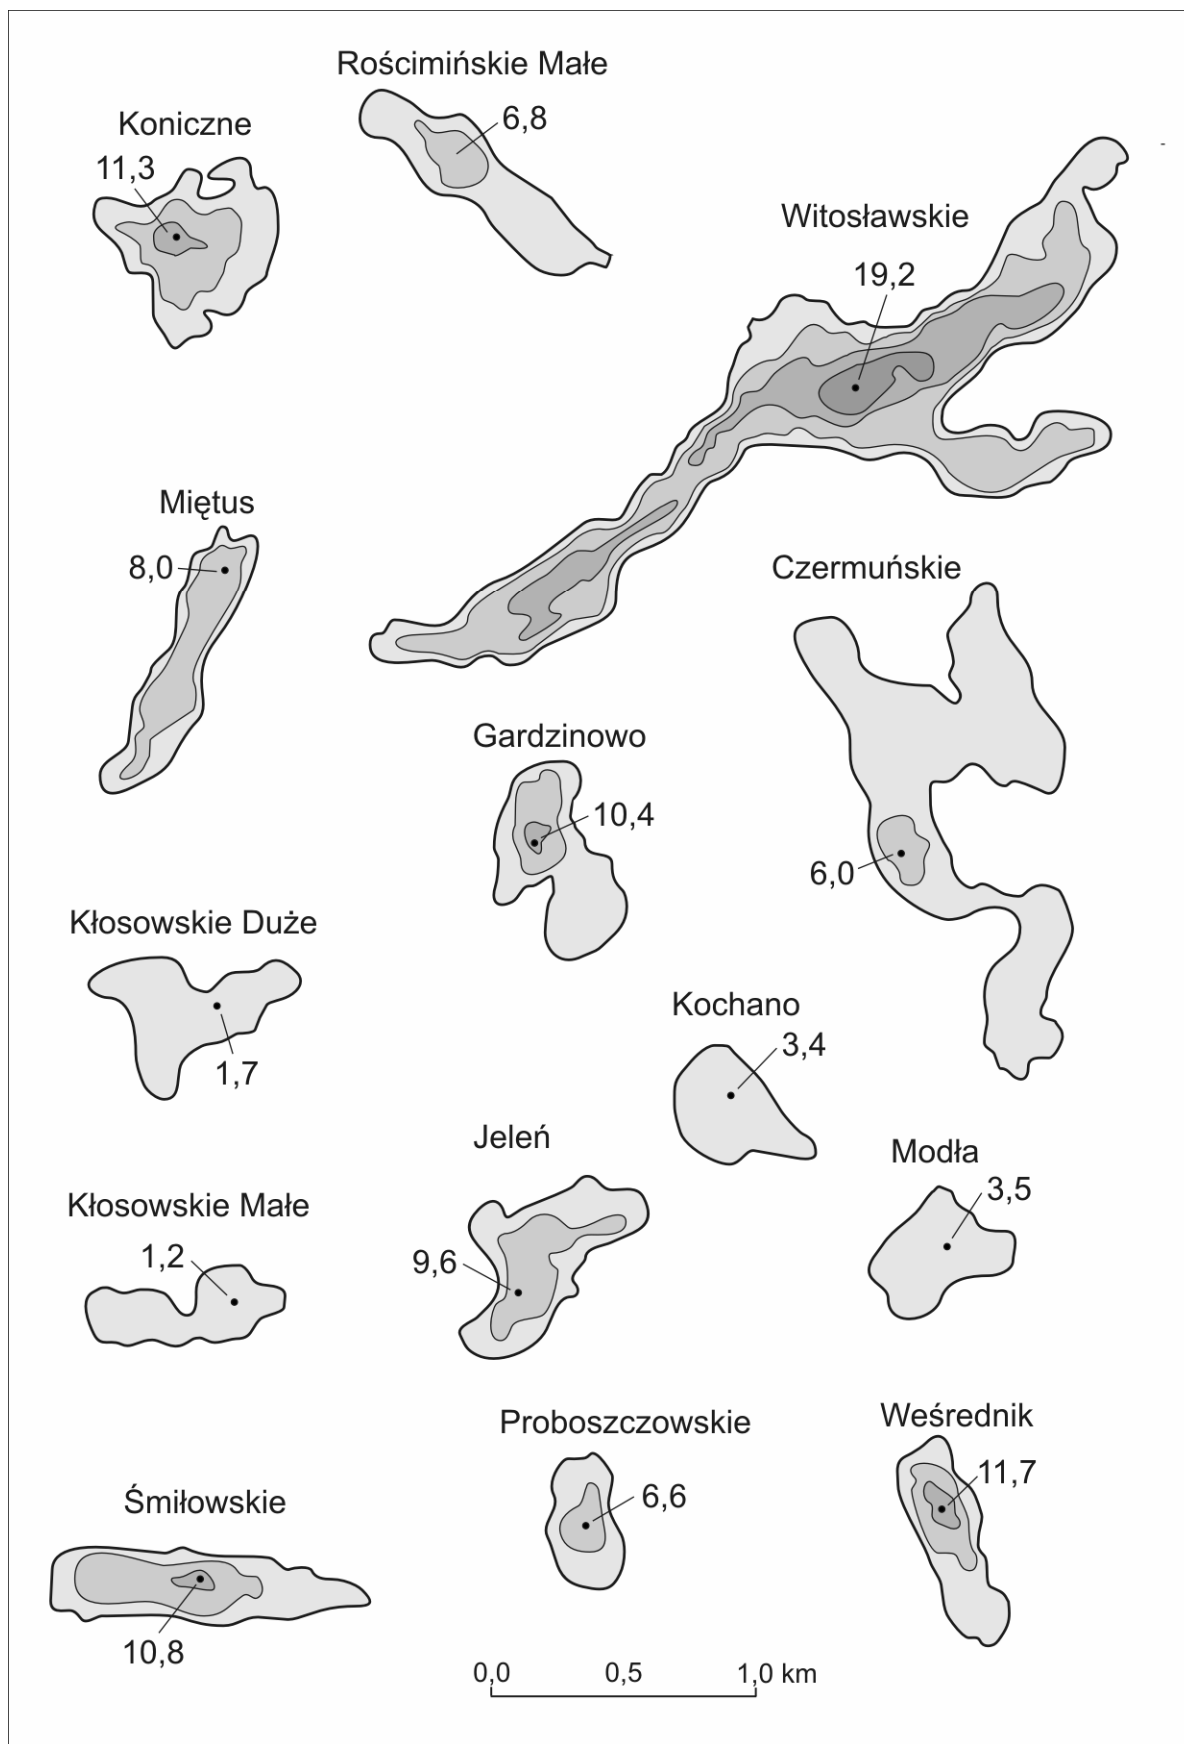 Rościmińskie Małe
6,8
Koniczne
11,3
Witosławskie
19,2
Miętus
8,0
Czermuńskie
6,0
Gardzinowo
10,4
Kłosowskie Duże
1,7
Kochano
3,4
Jeleń
9,6
Modła
3,5
Kłosowskie Małe
1,2
Proboszczowskie
6,6
Weśrednik
11,7
Śmiłowskie
10,8
0,0 0,5 1,0 km